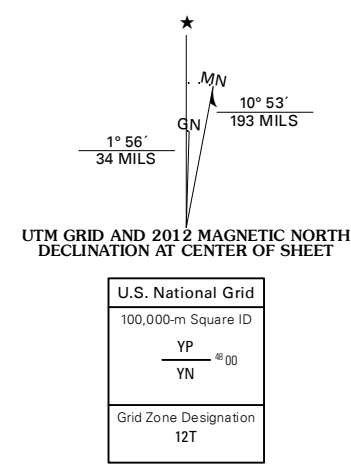 ★
MN
GN
10° 53´
193 MILS
1° 56´
34 MILS
UTM GRID AND 2012 MAGNETIC NORTH
DECLINATION AT CENTER OF SHEET
U.S. National Grid
100,000-m Square ID
YP
48 00
YN
Grid Zone Designation
12T